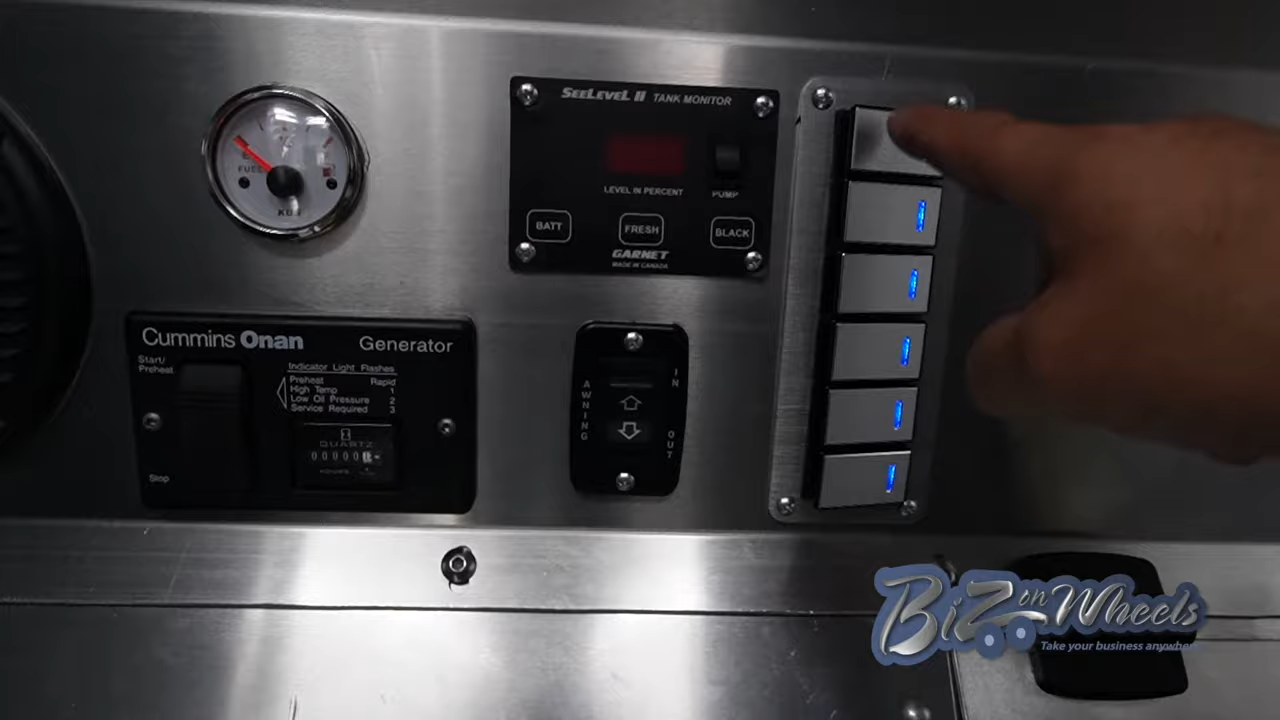 SEELEVEL II TANK MONITOR
E
FUEL
KUS
LEVEL IN PERCENT
PUMP
BATT
FRESH
BLACK
GARNET
MADE IN CANADA
Cummins Onan Generator
Start/
Preheat
Indicator Light Flashes
Preheat Rapid
High Temp 1
Low Oil Pressure 2
Service Required 3
QUARTZ
00000
HOURS
Stop
AWNING
IN
OUT
Biz on Wheels
Take your business anywhere